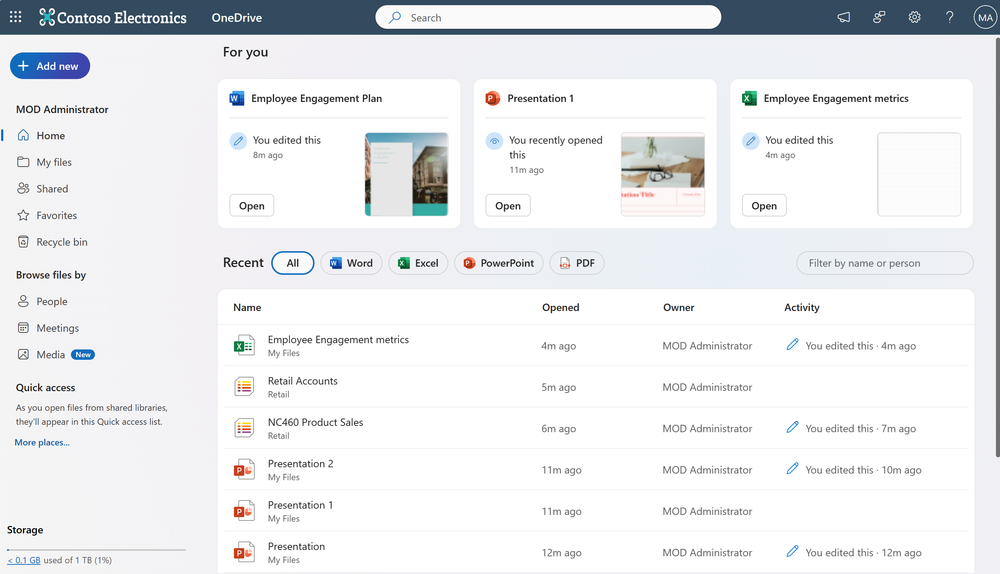 Contoso Electronics
OneDrive
Search
MA
Add new
MOD Administrator
Home
My files
Shared
Favorites
Recycle bin
Browse files by
People
Meetings
Media New
Quick access
As you open files from shared libraries,
they'll appear in this Quick access list.
More places...
Storage
< 0.1 GB used of 1 TB (1%)
For you
W Employee Engagement Plan
You edited this
8m ago
Employee
Engagement
Open
P Presentation 1
You recently opened
this
11m ago
tation Title
Open
X Employee Engagement metrics
You edited this
4m ago
Open
Recent
All
W Word
X Excel
P PowerPoint
PDF
Filter by name or person
Name Opened Owner Activity
X Employee Engagement metrics
My Files
4m ago
MOD Administrator
You edited this · 4m ago
Retail Accounts
Retail
5m ago
MOD Administrator
NC460 Product Sales
Retail
6m ago
MOD Administrator
You edited this · 7m ago
P Presentation 2
My Files
11m ago
MOD Administrator
You edited this · 10m ago
P Presentation 1
My Files
11m ago
MOD Administrator
P Presentation
My Files
12m ago
MOD Administrator
You edited this · 12m ago